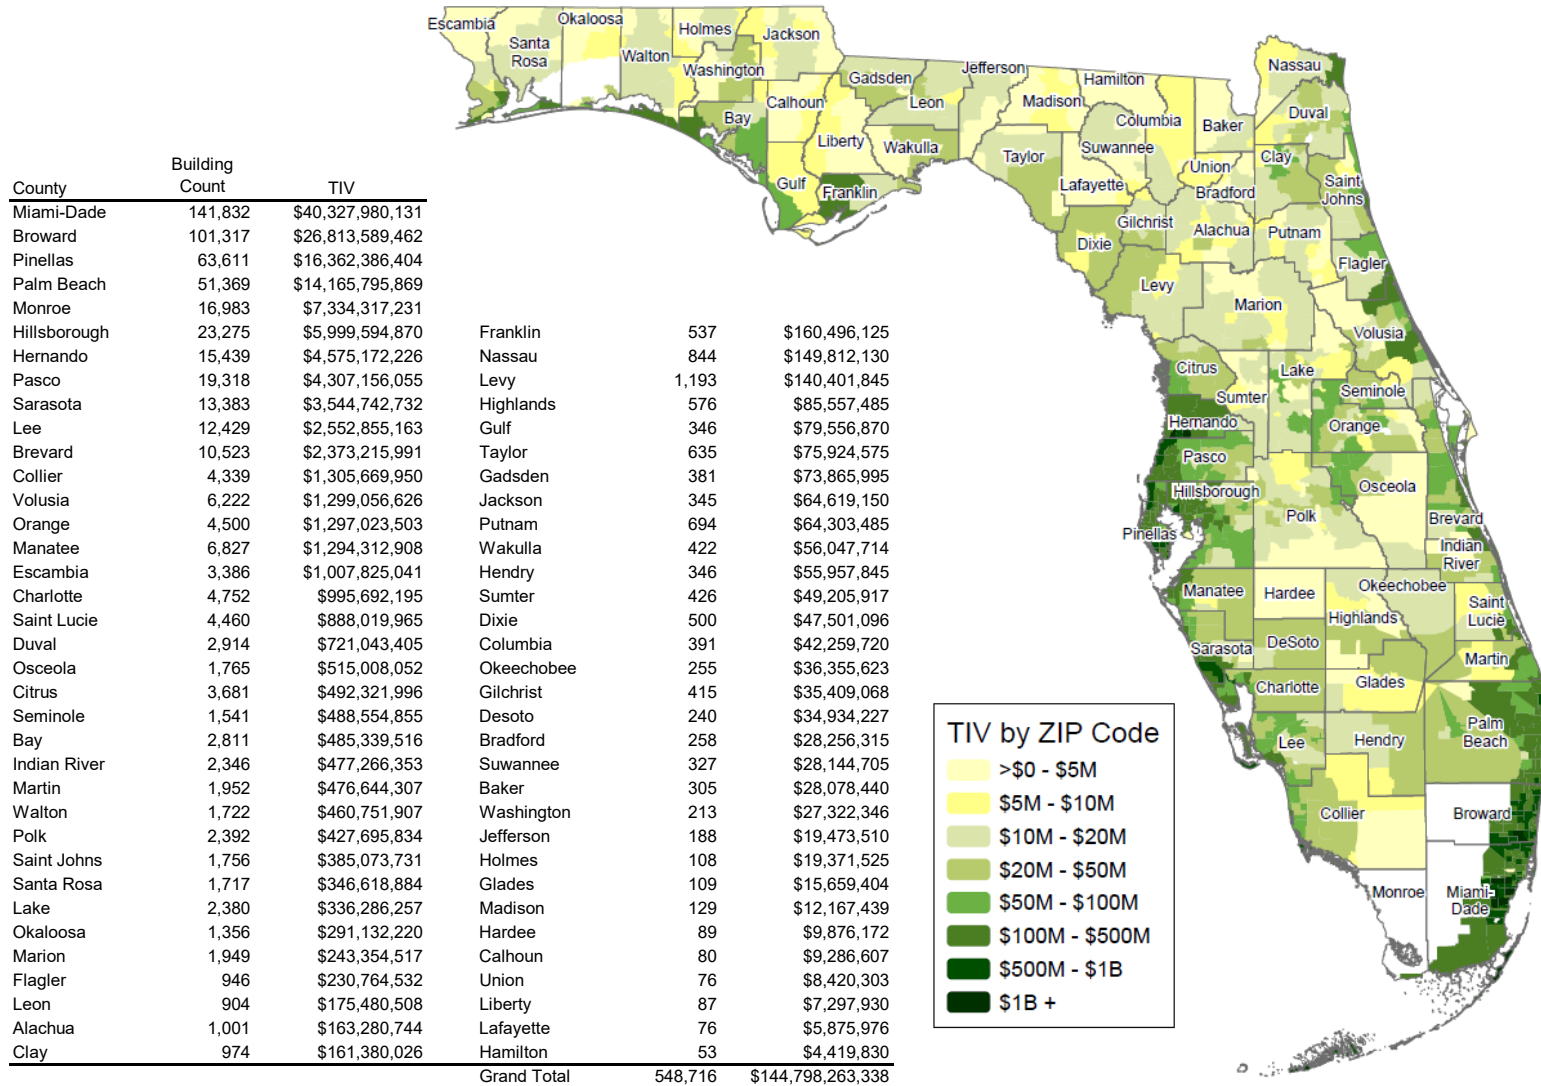 Building
County Count TIV
Miami-Dade 141,832 $40,327,980,131
Broward 101,317 $26,813,589,462
Pinellas 63,611 $16,362,386,404
Palm Beach 51,369 $14,165,795,869
Monroe 16,983 $7,334,317,231
Hillsborough 23,275 $5,999,594,870
Hernando 15,439 $4,575,172,226
Pasco 19,318 $4,307,156,055
Sarasota 13,383 $3,544,742,732
Lee 12,429 $2,552,855,163
Brevard 10,523 $2,373,215,991
Collier 4,339 $1,305,669,950
Volusia 6,222 $1,299,056,626
Orange 4,500 $1,297,023,503
Manatee 6,827 $1,294,312,908
Escambia 3,386 $1,007,825,041
Charlotte 4,752 $995,692,195
Saint Lucie 4,460 $888,019,965
Duval 2,914 $721,043,405
Osceola 1,765 $515,008,052
Citrus 3,681 $492,321,996
Seminole 1,541 $488,554,855
Bay 2,811 $485,339,516
Indian River 2,346 $477,266,353
Martin 1,952 $476,644,307
Walton 1,722 $460,751,907
Polk 2,392 $427,695,834
Saint Johns 1,756 $385,073,731
Santa Rosa 1,717 $346,618,884
Lake 2,380 $336,286,257
Okaloosa 1,356 $291,132,220
Marion 1,949 $243,354,517
Flagler 946 $230,764,532
Leon 904 $175,480,508
Alachua 1,001 $163,280,744
Clay 974 $161,380,026
Franklin 537 $160,496,125
Nassau 844 $149,812,130
Levy 1,193 $140,401,845
Highlands 576 $85,557,485
Gulf 346 $79,556,870
Taylor 635 $75,924,575
Gadsden 381 $73,865,995
Jackson 345 $64,619,150
Putnam 694 $64,303,485
Wakulla 422 $56,047,714
Hendry 346 $55,957,845
Sumter 426 $49,205,917
Dixie 500 $47,501,096
Columbia 391 $42,259,720
Okeechobee 255 $36,355,623
Gilchrist 415 $35,409,068
Desoto 240 $34,934,227
Bradford 258 $28,256,315
Suwannee 327 $28,144,705
Baker 305 $28,078,440
Washington 213 $27,322,346
Jefferson 188 $19,473,510
Holmes 108 $19,371,525
Glades 109 $15,659,404
Madison 129 $12,167,439
Hardee 89 $9,876,172
Calhoun 80 $9,286,607
Union 76 $8,420,303
Liberty 87 $7,297,930
Lafayette 76 $5,875,976
Hamilton 53 $4,419,830
Grand Total 548,716 $144,798,263,338
Escambia
Okaloosa
Santa
Rosa
Walton
Holmes
Jackson
Washington
Bay
Calhoun
Gulf
Liberty
Franklin
Gadsden
Leon
Wakulla
Jefferson
Madison
Taylor
Hamilton
Suwannee
Lafayette
Columbia
Baker
Nassau
Duval
Union
Bradford
Clay
Saint
Johns
Dixie
Gilchrist
Alachua
Putnam
Flagler
Levy
Marion
Volusia
Citrus
Sumter
Lake
Seminole
Hernando
Orange
Pasco
Hillsborough
Pinellas
Polk
Osceola
Brevard
Indian
River
Manatee
Hardee
Highlands
Okeechobee
Saint
Lucie
Sarasota
DeSoto
Martin
Charlotte
Glades
Lee
Hendry
Palm
Beach
Collier
Broward
Monroe
Miami-
Dade
TIV by ZIP Code
>$0 - $5M
$5M - $10M
$10M - $20M
$20M - $50M
$50M - $100M
$100M - $500M
$500M - $1B
$1B +